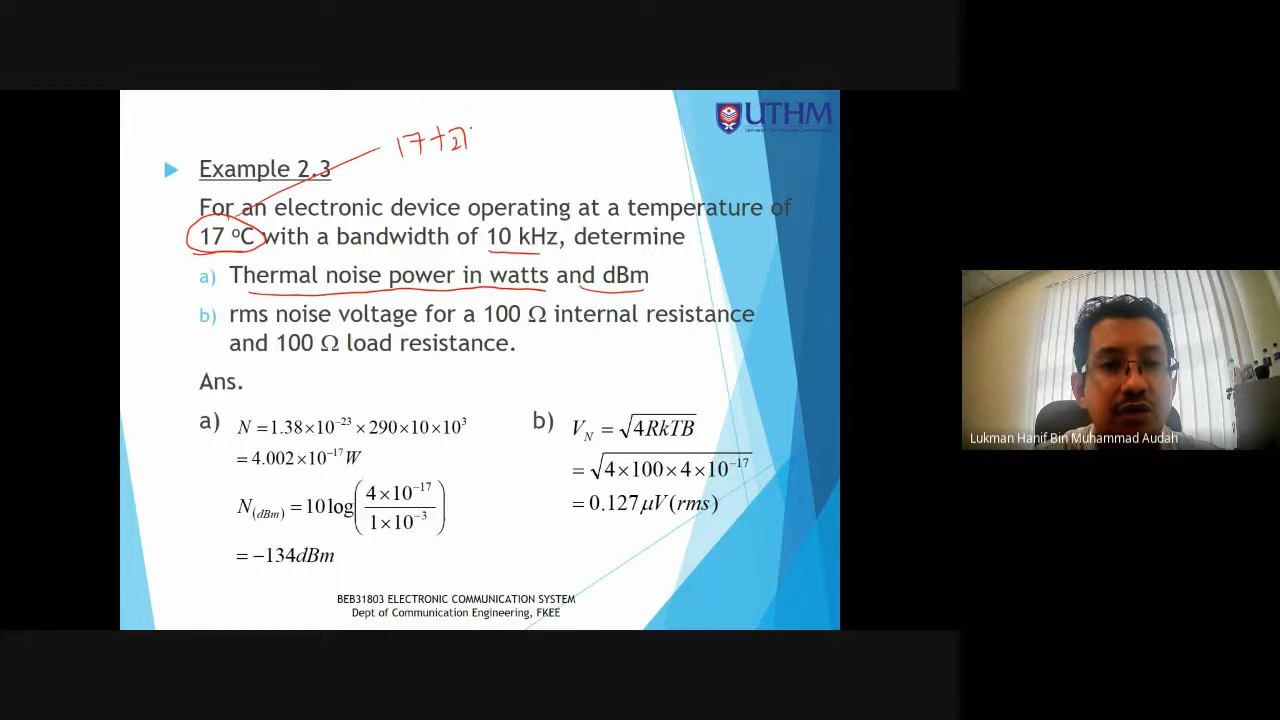 UTHM
17+27
Example 2.3
For an electronic device operating at a temperature of
17 °C with a bandwidth of 10 kHz, determine
a) Thermal noise power in watts and dBm
b) rms noise voltage for a 100 Ω internal resistance
and 100 Ω load resistance.
Ans.
a) N = 1.38×10⁻²³ × 290 × 10 × 10³
= 4.002 × 10⁻¹⁷ W
N(dBm) = 10 log(4×10⁻¹⁷ / 1×10⁻³)
= −134dBm
b) V_N = √4RkTB
= √4×100×4×10⁻¹⁷
= 0.127 μV(rms)
BEB31803 ELECTRONIC COMMUNICATION SYSTEM
Dept of Communication Engineering, FKEE
Lukman Hanif Bin Muhammad Audah